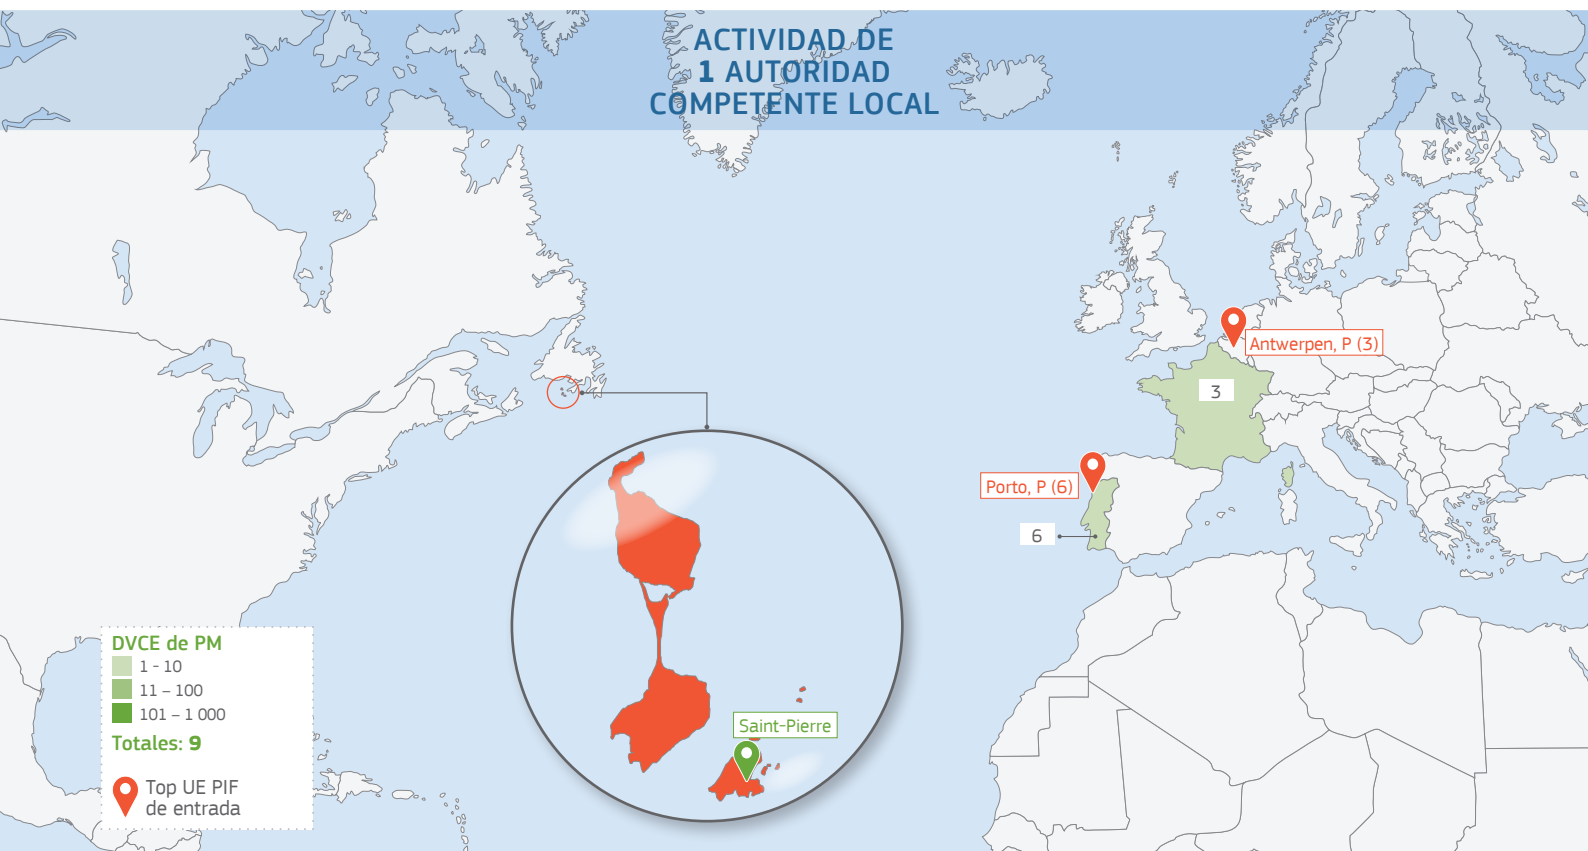 ACTIVIDAD DE
1 AUTORIDAD
COMPETENTE LOCAL
Antwerpen, P (3)
3
Porto, P (6)
6
Saint-Pierre
DVCE de PM
1 - 10
11 – 100
101 – 1 000
Totales: 9
Top UE PIF
de entrada